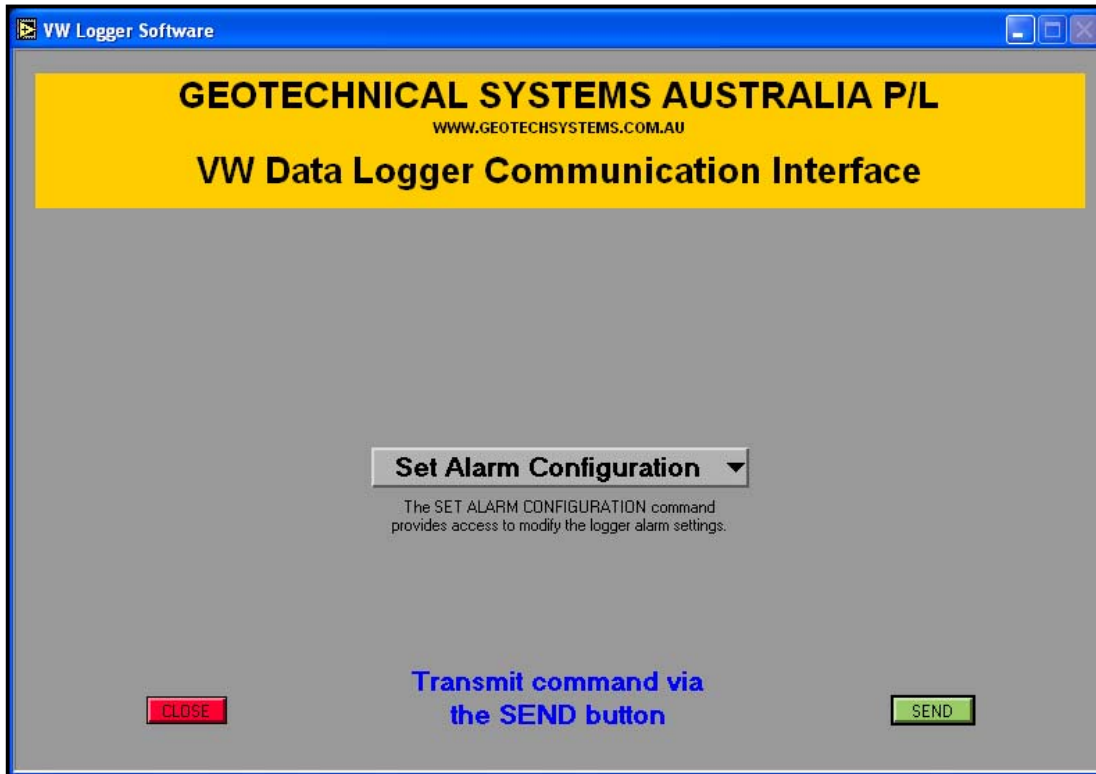 VW Logger Software
GEOTECHNICAL SYSTEMS AUSTRALIA P/L
WWW.GEOTECHSYSTEMS.COM.AU
VW Data Logger Communication Interface
Set Alarm Configuration
The SET ALARM CONFIGURATION command
provides access to modify the logger alarm settings.
Transmit command via
the SEND button
CLOSE
SEND